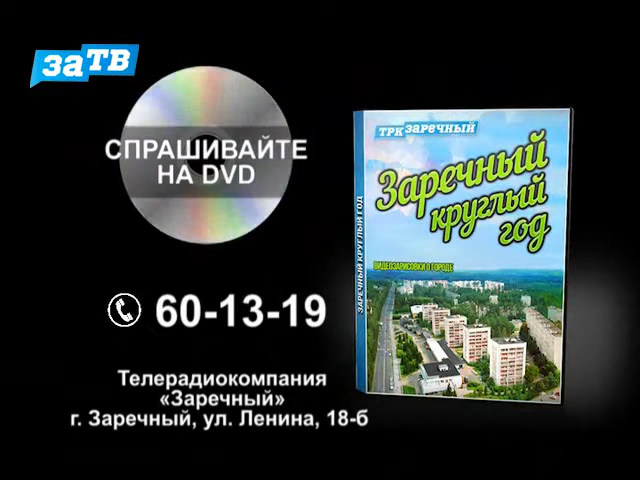 заТВ
СПРАШИВАЙТЕ
НА DVD
60-13-19
Телерадиокомпания
«Заречный»
г. Заречный, ул. Ленина, 18-б
ТРК заречный
Заречный
круглый
год
ВИДЕОЗАРИСОВКИ О ГОРОДЕ
ЗАРЕЧНЫЙ КРУГЛЫЙ ГОД